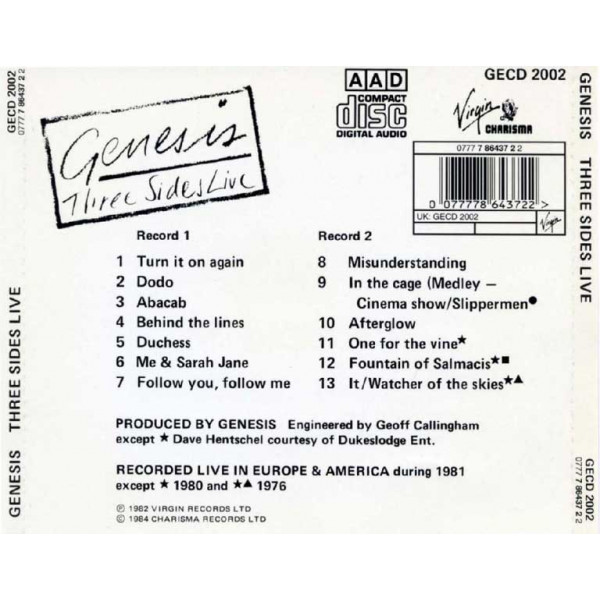 GENESIS THREE SIDES LIVE
GECD 2002
0777 7 86437 2 2
Genesis
Three Sides Live
AAD
COMPACT
disc
DIGITAL AUDIO
GECD 2002
Virgin
CHARISMA
0777 7 86437 2 2
0 077778 643722 >
UK: GECD 2002
Virgin
Record 1
1 Turn it on again
2 Dodo
3 Abacab
4 Behind the lines
5 Duchess
6 Me & Sarah Jane
7 Follow you, follow me
Record 2
8 Misunderstanding
9 In the cage (Medley –
Cinema show/Slippermen●
10 Afterglow
11 One for the vine★
12 Fountain of Salmacis★■
13 It/Watcher of the skies★▲
PRODUCED BY GENESIS Engineered by Geoff Callingham
except ★ Dave Hentschel courtesy of Dukeslodge Ent.
RECORDED LIVE IN EUROPE & AMERICA during 1981
except ★ 1980 and ★▲ 1976
℗ 1982 VIRGIN RECORDS LTD
© 1984 CHARISMA RECORDS LTD
GENESIS THREE SIDES LIVE
GECD 2002
0777 7 86437 2 2